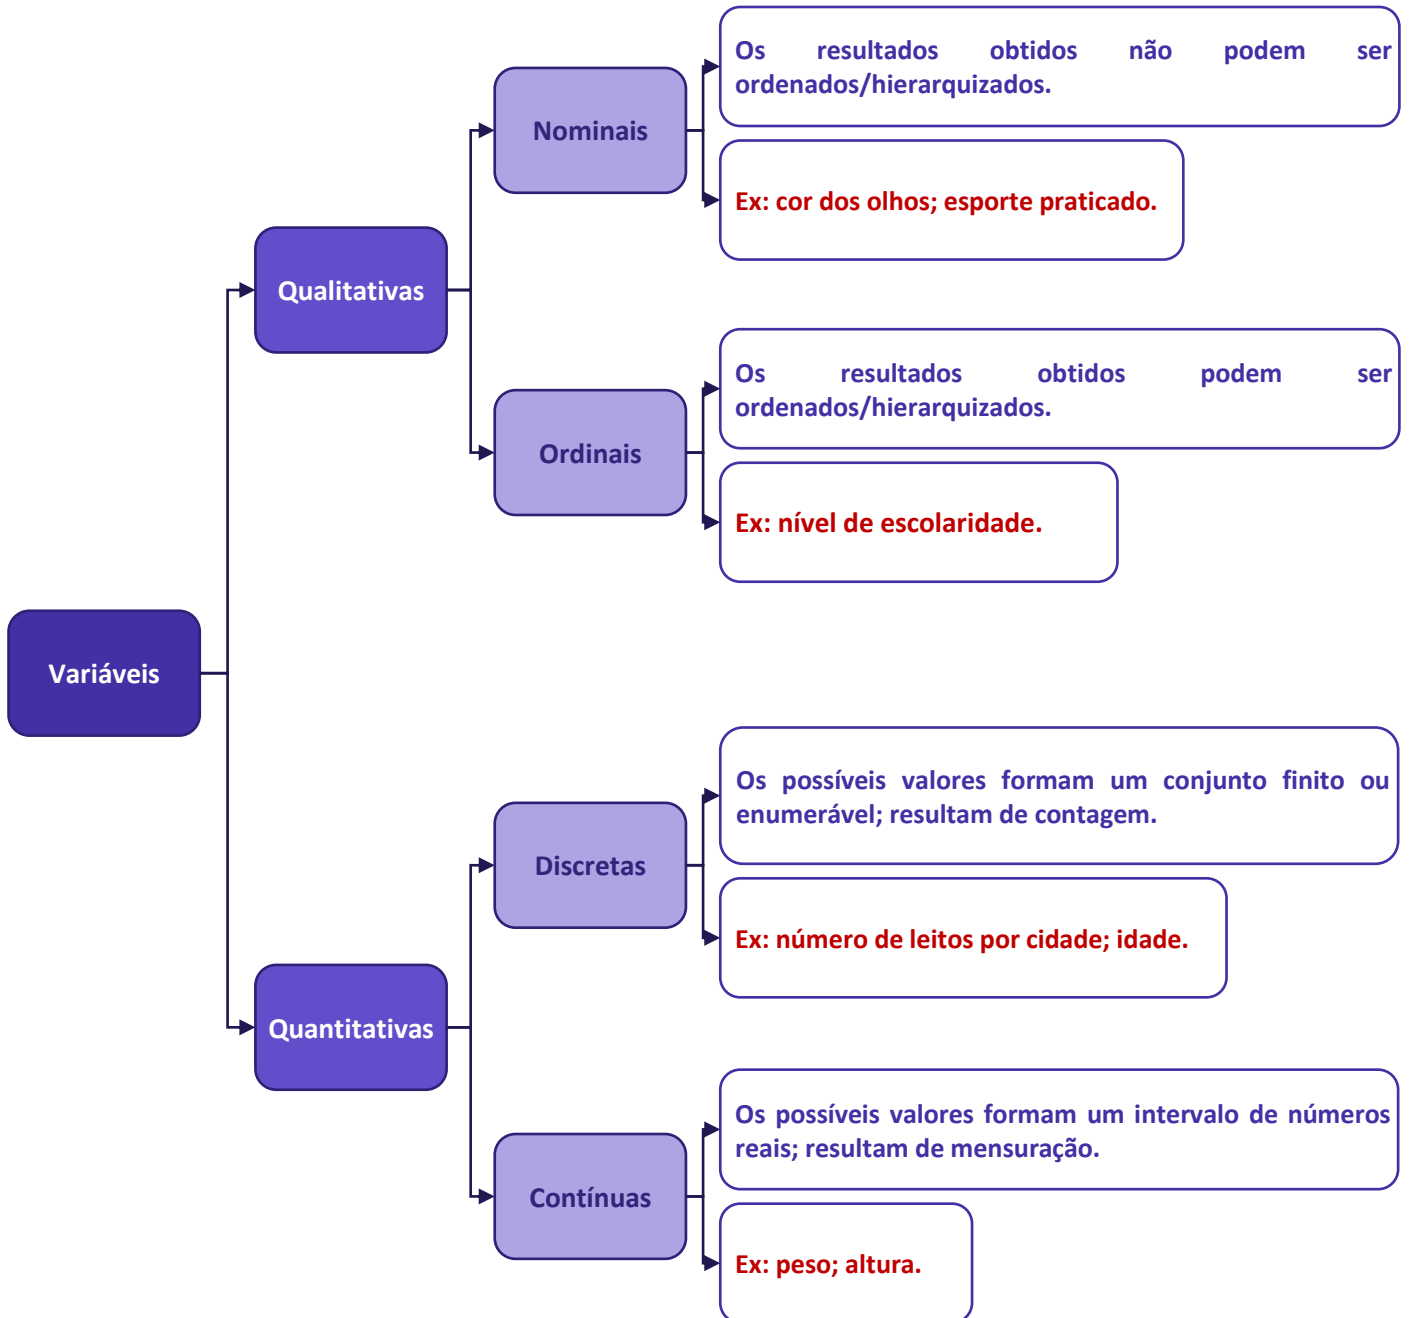 Variáveis
Qualitativas
Nominais
Os resultados obtidos não podem ser
ordenados/hierarquizados.
Ex: cor dos olhos; esporte praticado.
Ordinais
Os resultados obtidos podem ser
ordenados/hierarquizados.
Ex: nível de escolaridade.
Quantitativas
Discretas
Os possíveis valores formam um conjunto finito ou
enumerável; resultam de contagem.
Ex: número de leitos por cidade; idade.
Contínuas
Os possíveis valores formam um intervalo de números
reais; resultam de mensuração.
Ex: peso; altura.